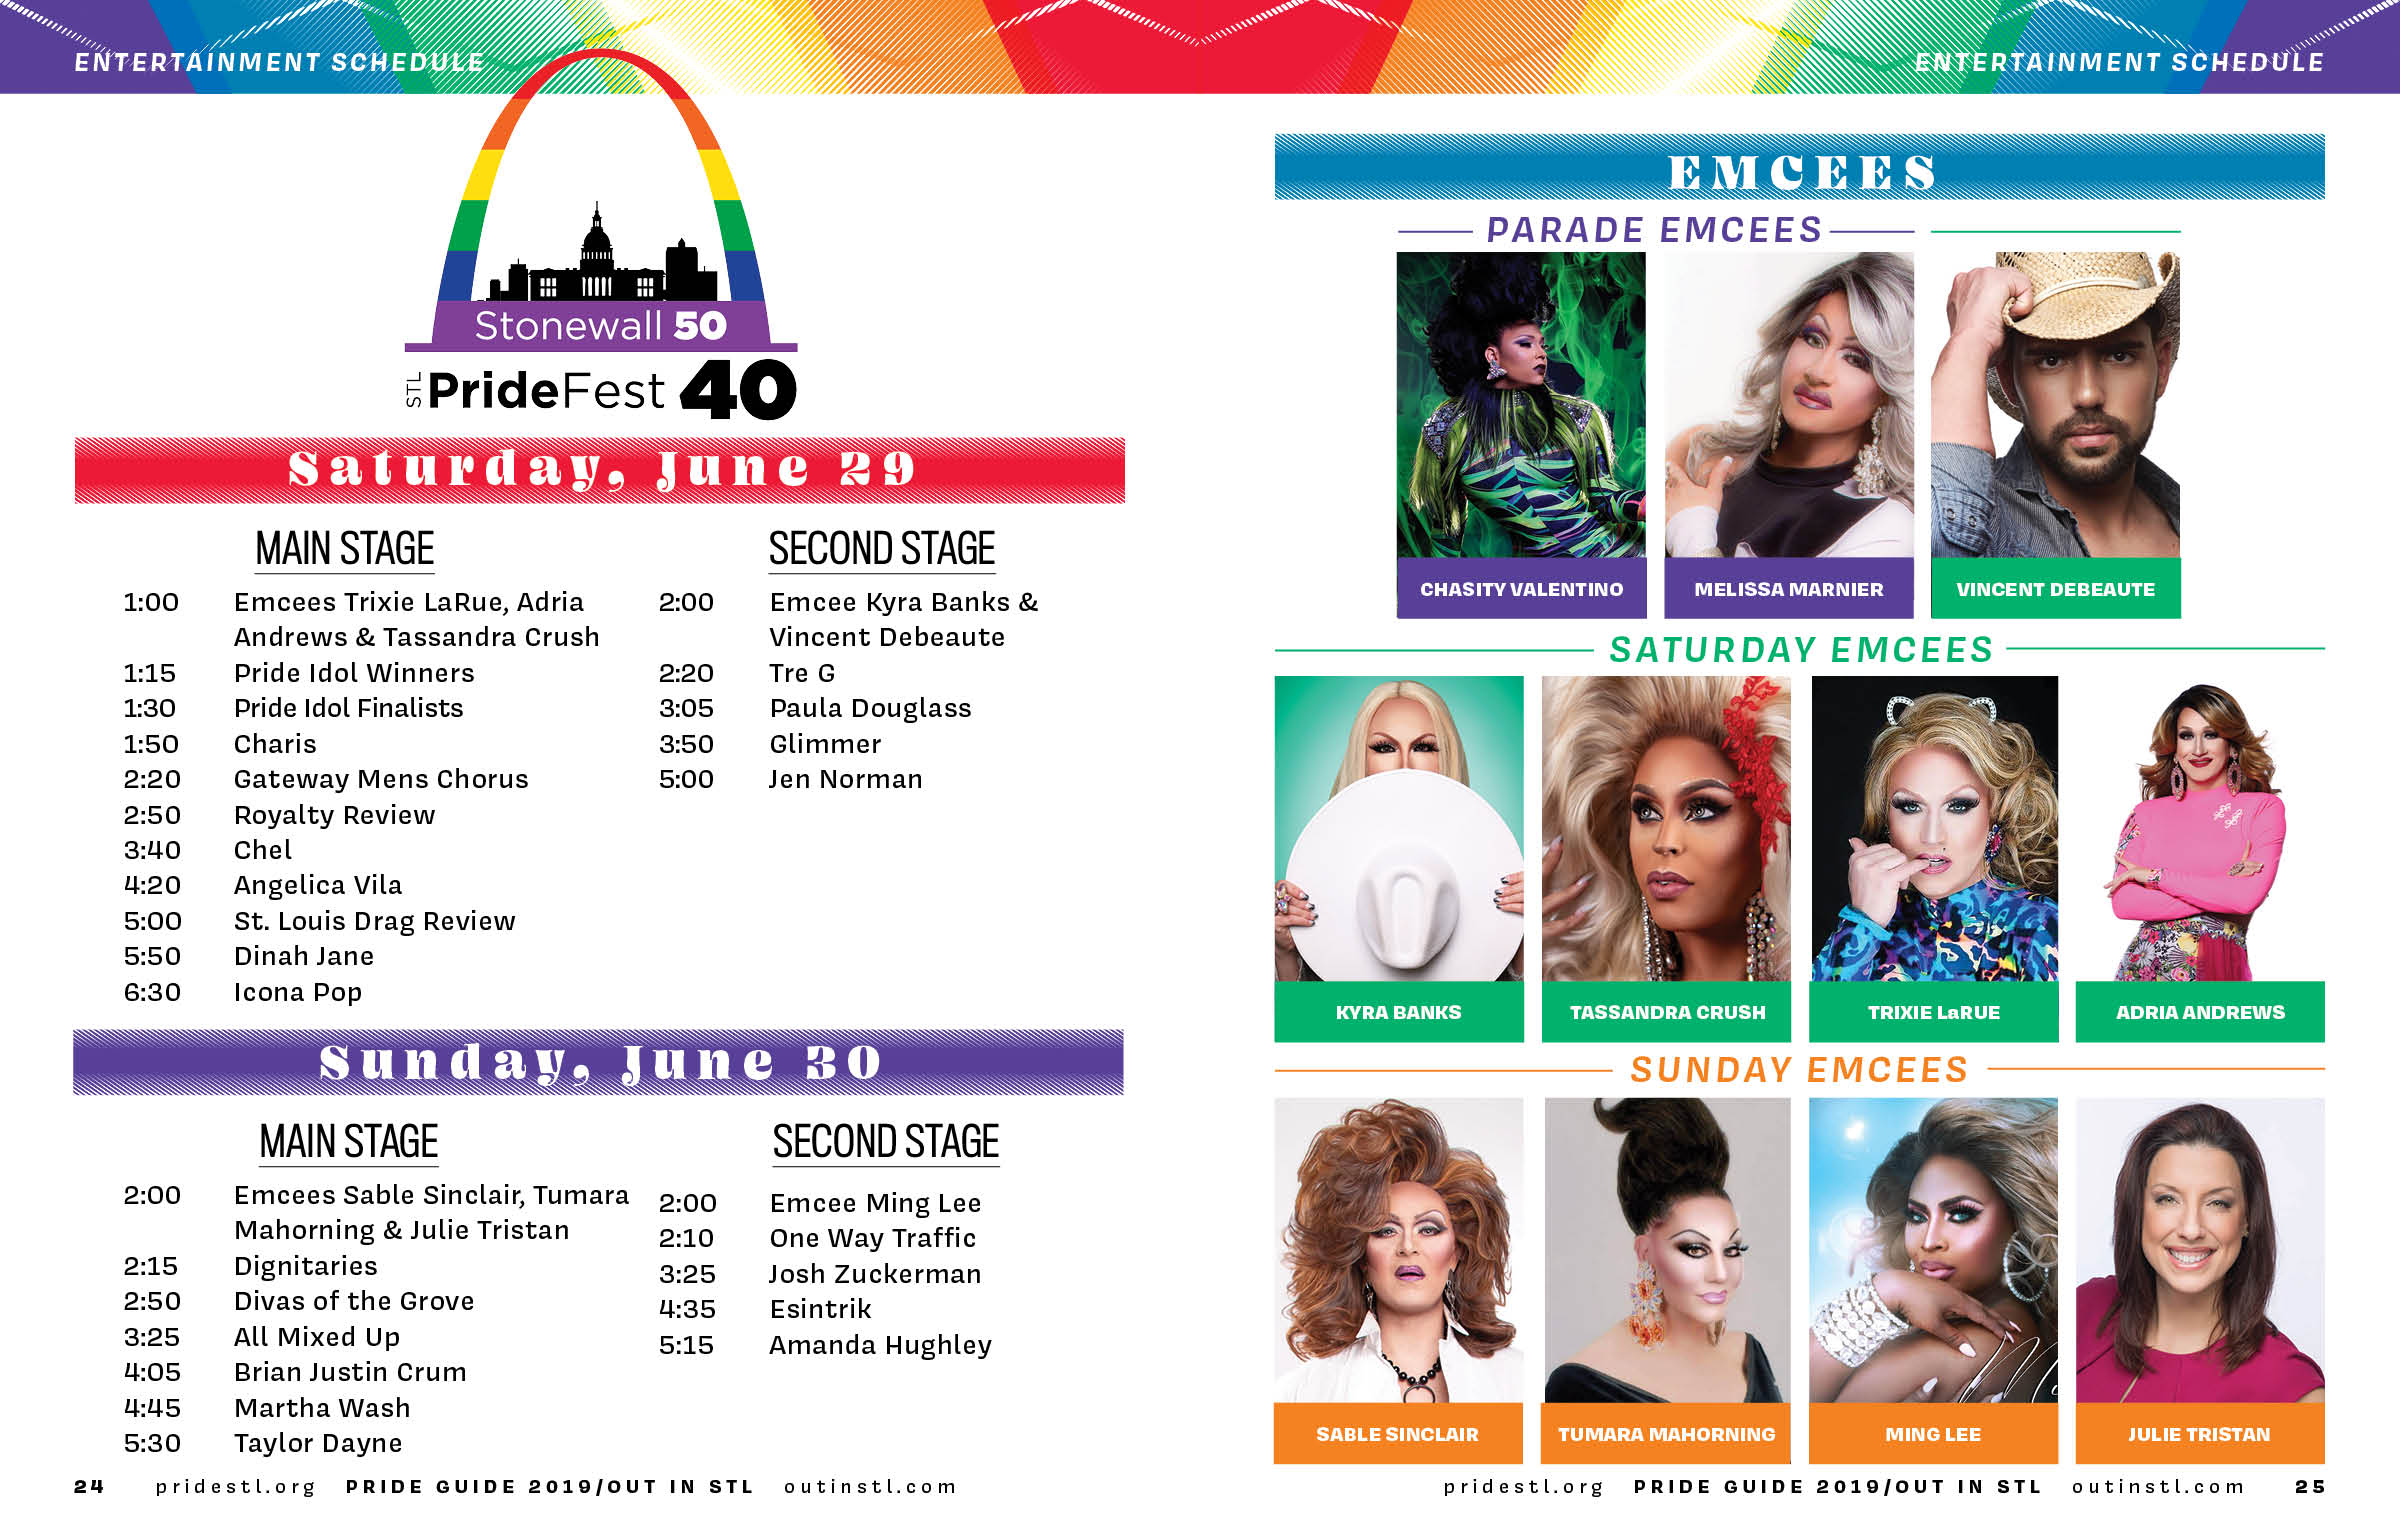 ENTERTAINMENT SCHEDULE
Stonewall 50
STL PrideFest 40
Saturday, June 29
MAIN STAGE
1:00 Emcees Trixie LaRue, Adria
Andrews & Tassandra Crush
1:15 Pride Idol Winners
1:30 Pride Idol Finalists
1:50 Charis
2:20 Gateway Mens Chorus
2:50 Royalty Review
3:40 Chel
4:20 Angelica Vila
5:00 St. Louis Drag Review
5:50 Dinah Jane
6:30 Icona Pop
SECOND STAGE
2:00 Emcee Kyra Banks &
Vincent Debeaute
2:20 Tre G
3:05 Paula Douglass
3:50 Glimmer
5:00 Jen Norman
Sunday, June 30
MAIN STAGE
2:00 Emcees Sable Sinclair, Tumara
Mahorning & Julie Tristan
2:15 Dignitaries
2:50 Divas of the Grove
3:25 All Mixed Up
4:05 Brian Justin Crum
4:45 Martha Wash
5:30 Taylor Dayne
SECOND STAGE
2:00 Emcee Ming Lee
2:10 One Way Traffic
3:25 Josh Zuckerman
4:35 Esintrik
5:15 Amanda Hughley
24 pridestl.org PRIDE GUIDE 2019/OUT IN STL outinstl.com
ENTERTAINMENT SCHEDULE
EMCEES
PARADE EMCEES
CHASITY VALENTINO
MELISSA MARNIER
VINCENT DEBEAUTE
SATURDAY EMCEES
KYRA BANKS
TASSANDRA CRUSH
TRIXIE LaRUE
ADRIA ANDREWS
SUNDAY EMCEES
SABLE SINCLAIR
TUMARA MAHORNING
MING LEE
JULIE TRISTAN
pridestl.org PRIDE GUIDE 2019/OUT IN STL outinstl.com 25